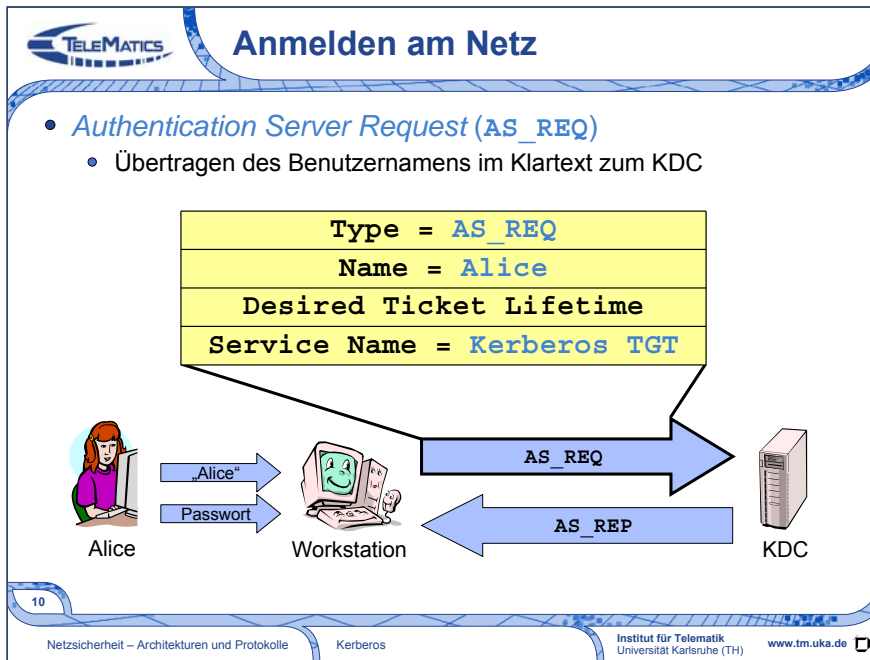 TELEMATICS
Anmelden am Netz
• Authentication Server Request (AS_REQ)
• Übertragen des Benutzernamens im Klartext zum KDC
Type = AS_REQ
Name = Alice
Desired Ticket Lifetime
Service Name = Kerberos TGT
„Alice“
Passwort
AS_REQ
AS_REP
Alice
Workstation
KDC
10
Netzsicherheit – Architekturen und Protokolle
Kerberos
Institut für Telematik
Universität Karlsruhe (TH)
www.tm.uka.de